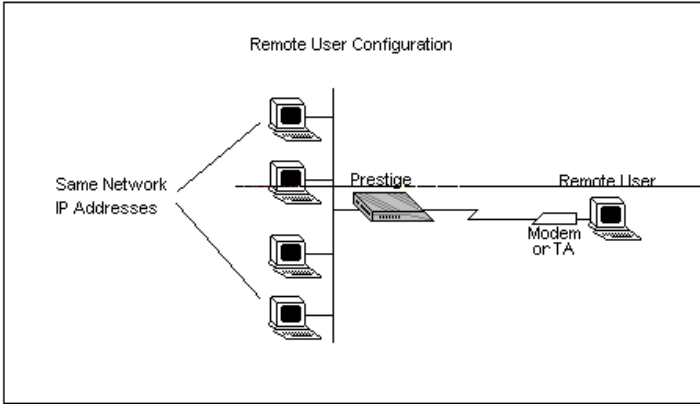 Remote User Configuration
Same Network
IP Addresses
Prestige
Remote User
Modem
or TA